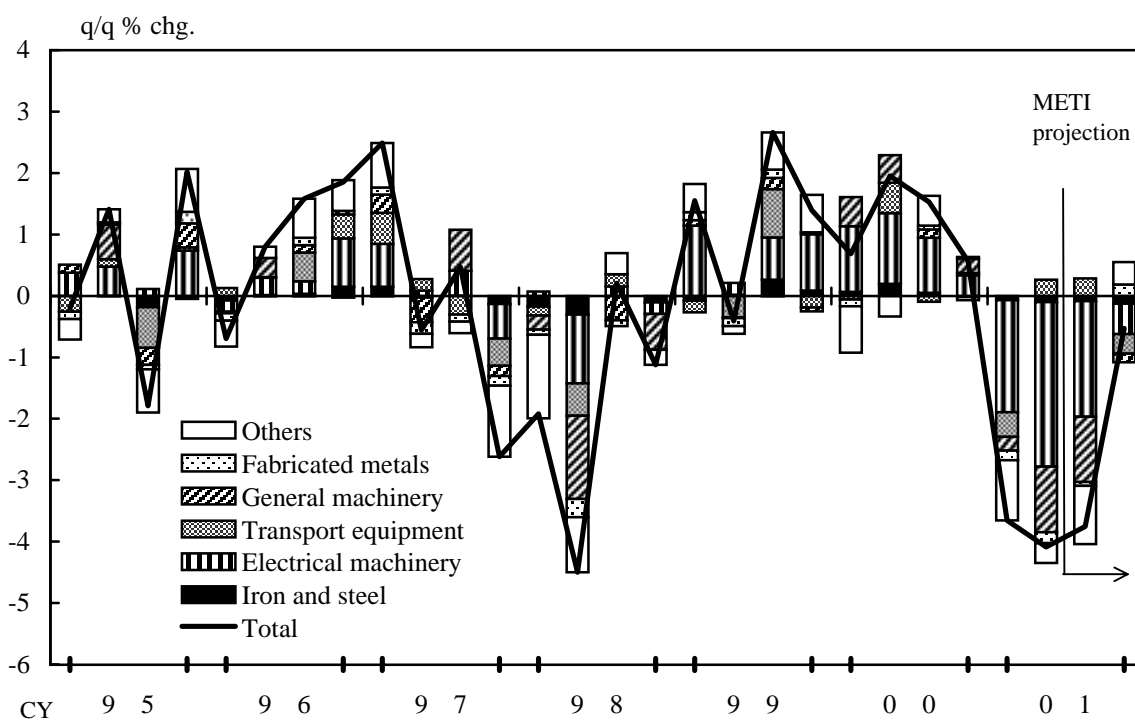 q/q % chg.
4
3
2
1
0
-1
-2
-3
-4
-5
-6
METI
projection
Others
Fabricated metals
General machinery
Transport equipment
Electrical machinery
Iron and steel
Total
CY 9 5 9 6 9 7 9 8 9 9 0 0 0 1